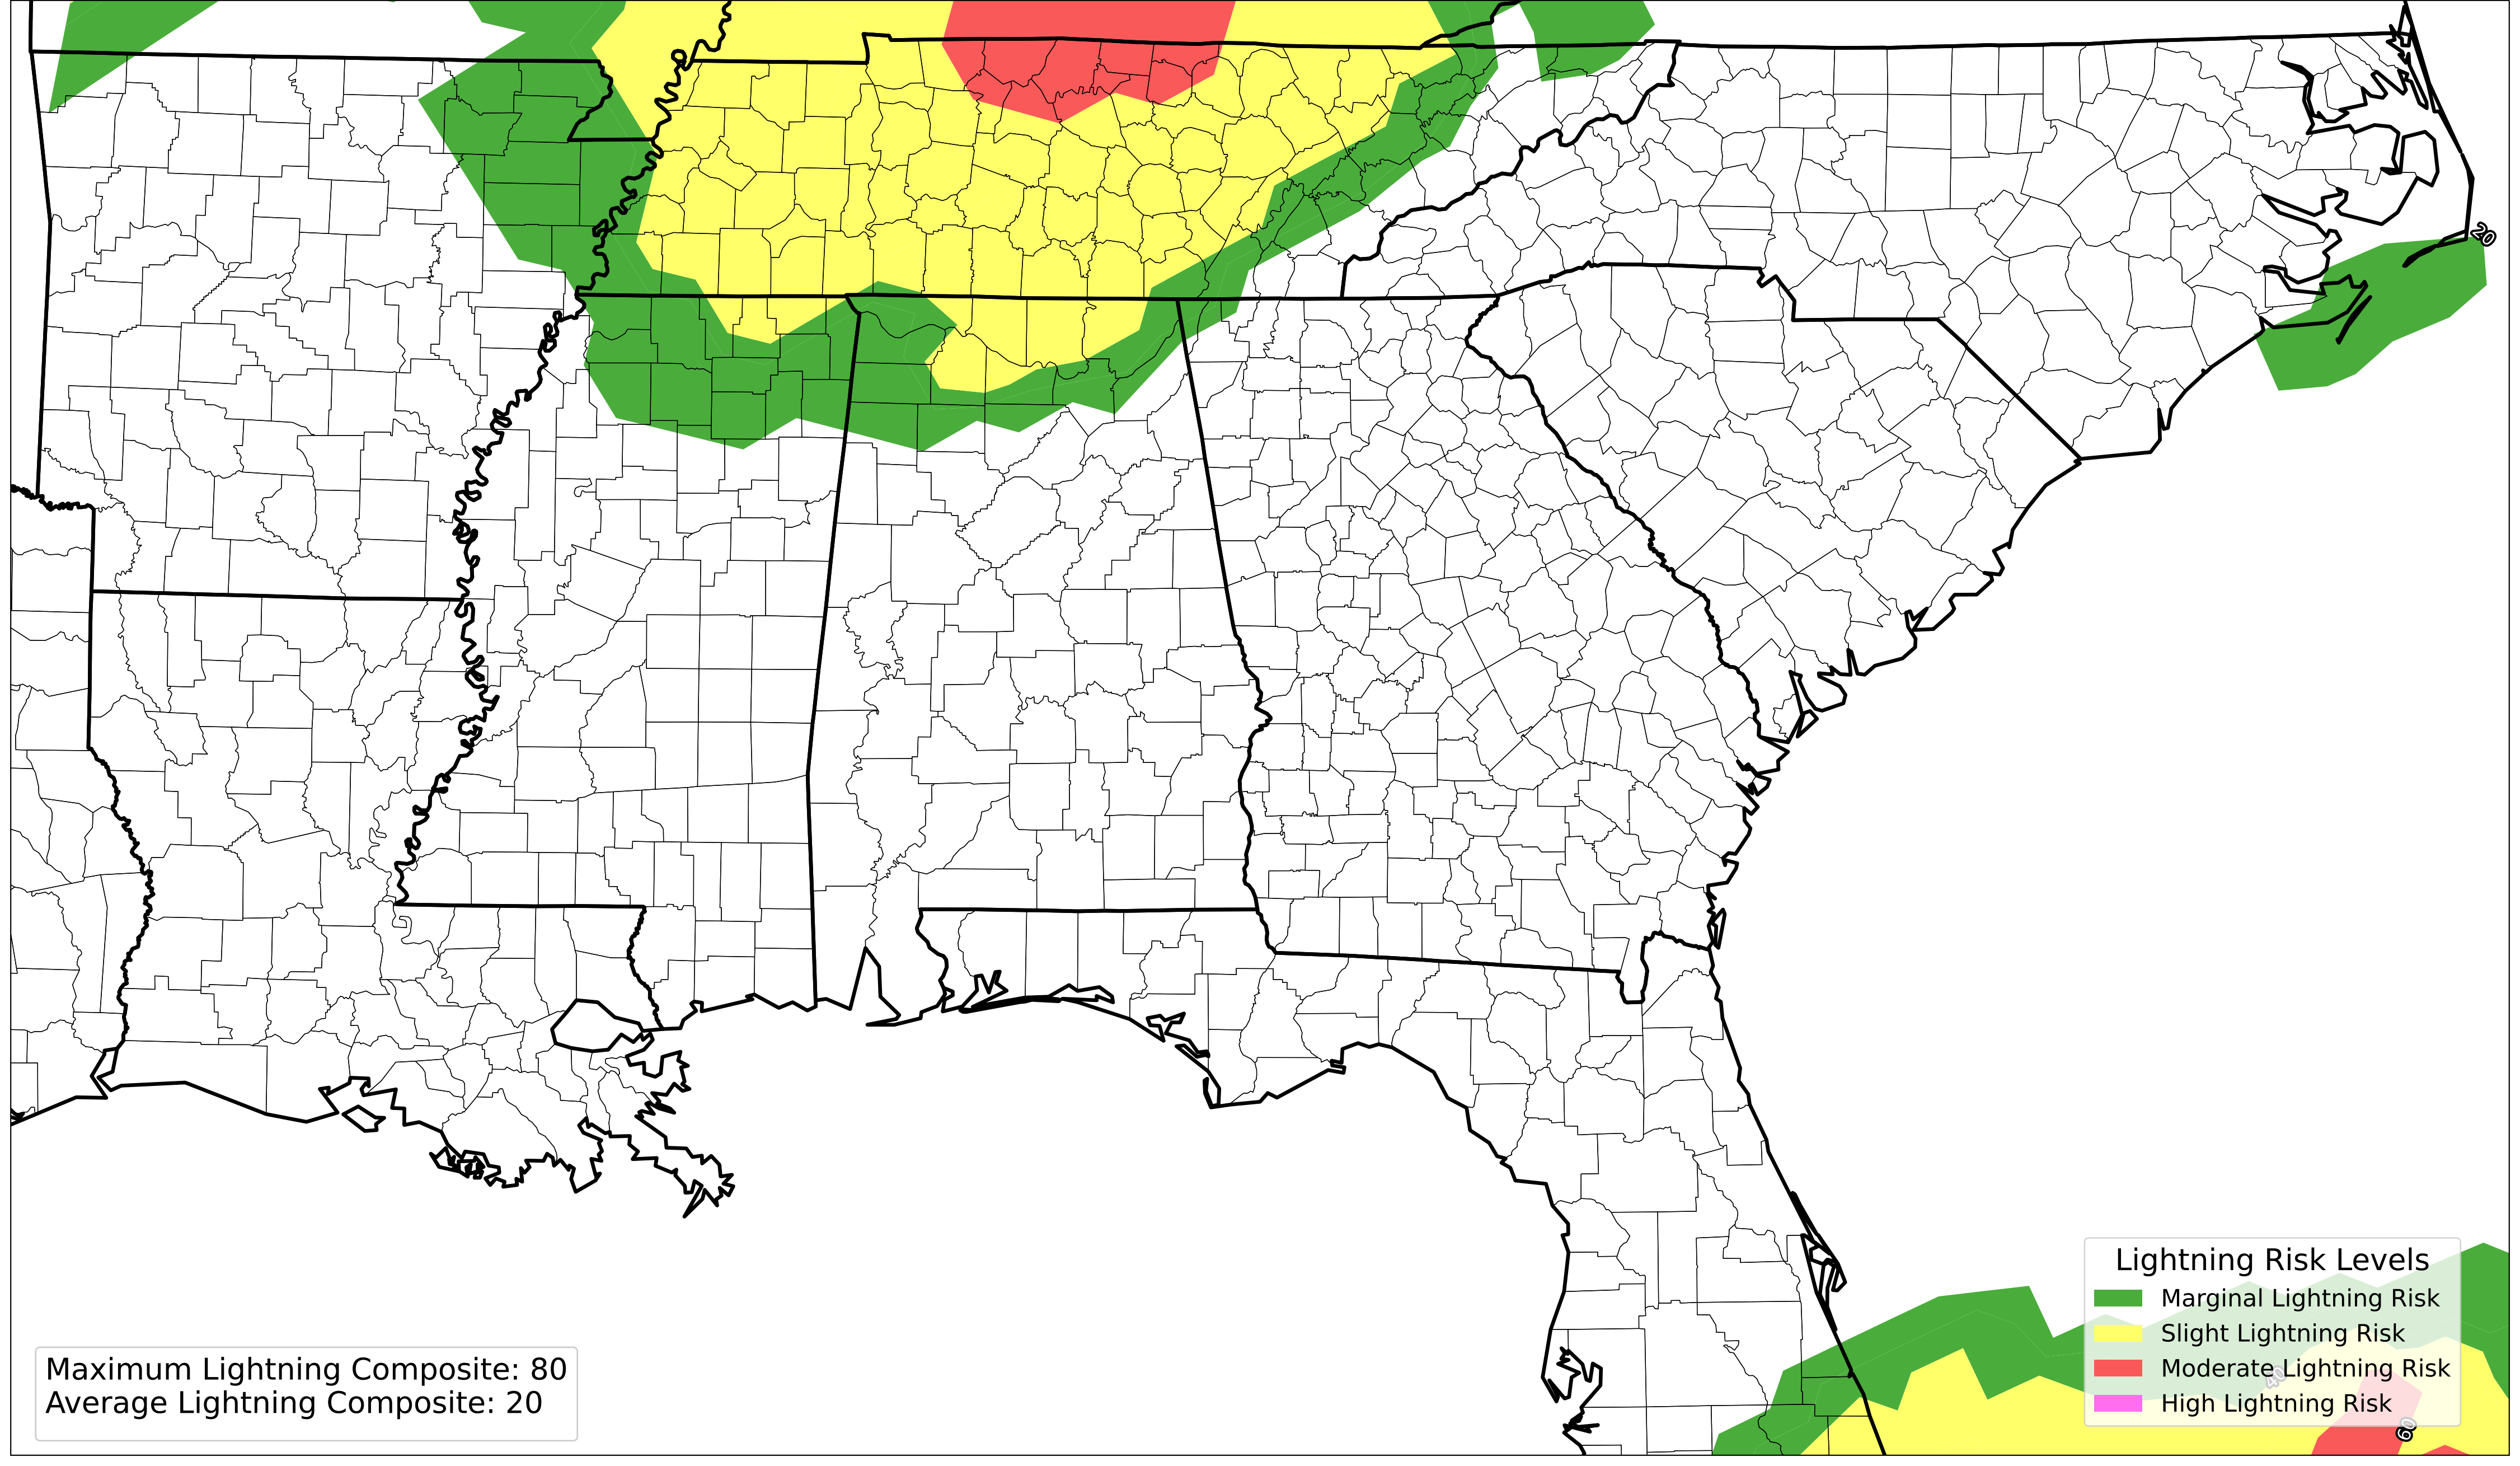 20
Lightning Risk Levels
Marginal Lightning Risk
Slight Lightning Risk
Moderate Lightning Risk
High Lightning Risk
40
60
Maximum Lightning Composite: 80
Average Lightning Composite: 20